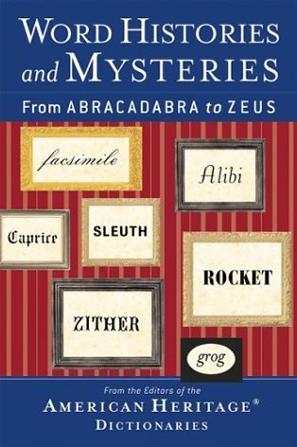 WORD HISTORIES
and MYSTERIES
From ABRACADABRA to ZEUS
facsimile
Alibi
Caprice
SLEUTH
ROCKET
ZITHER
grog
From the Editors of the
AMERICAN HERITAGE®
DICTIONARIES